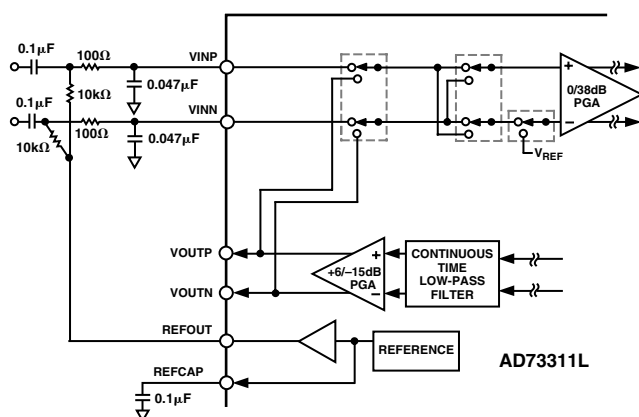 0.1μF
100Ω
VINP
10kΩ
0.047μF
0/38dB
PGA
0.1μF
VINN
100Ω
0.047μF
10kΩ
VREF
VOUTP
+6/–15dB
PGA
CONTINUOUS
TIME
LOW-PASS
FILTER
VOUTN
REFOUT
REFERENCE
AD73311L
REFCAP
0.1μF